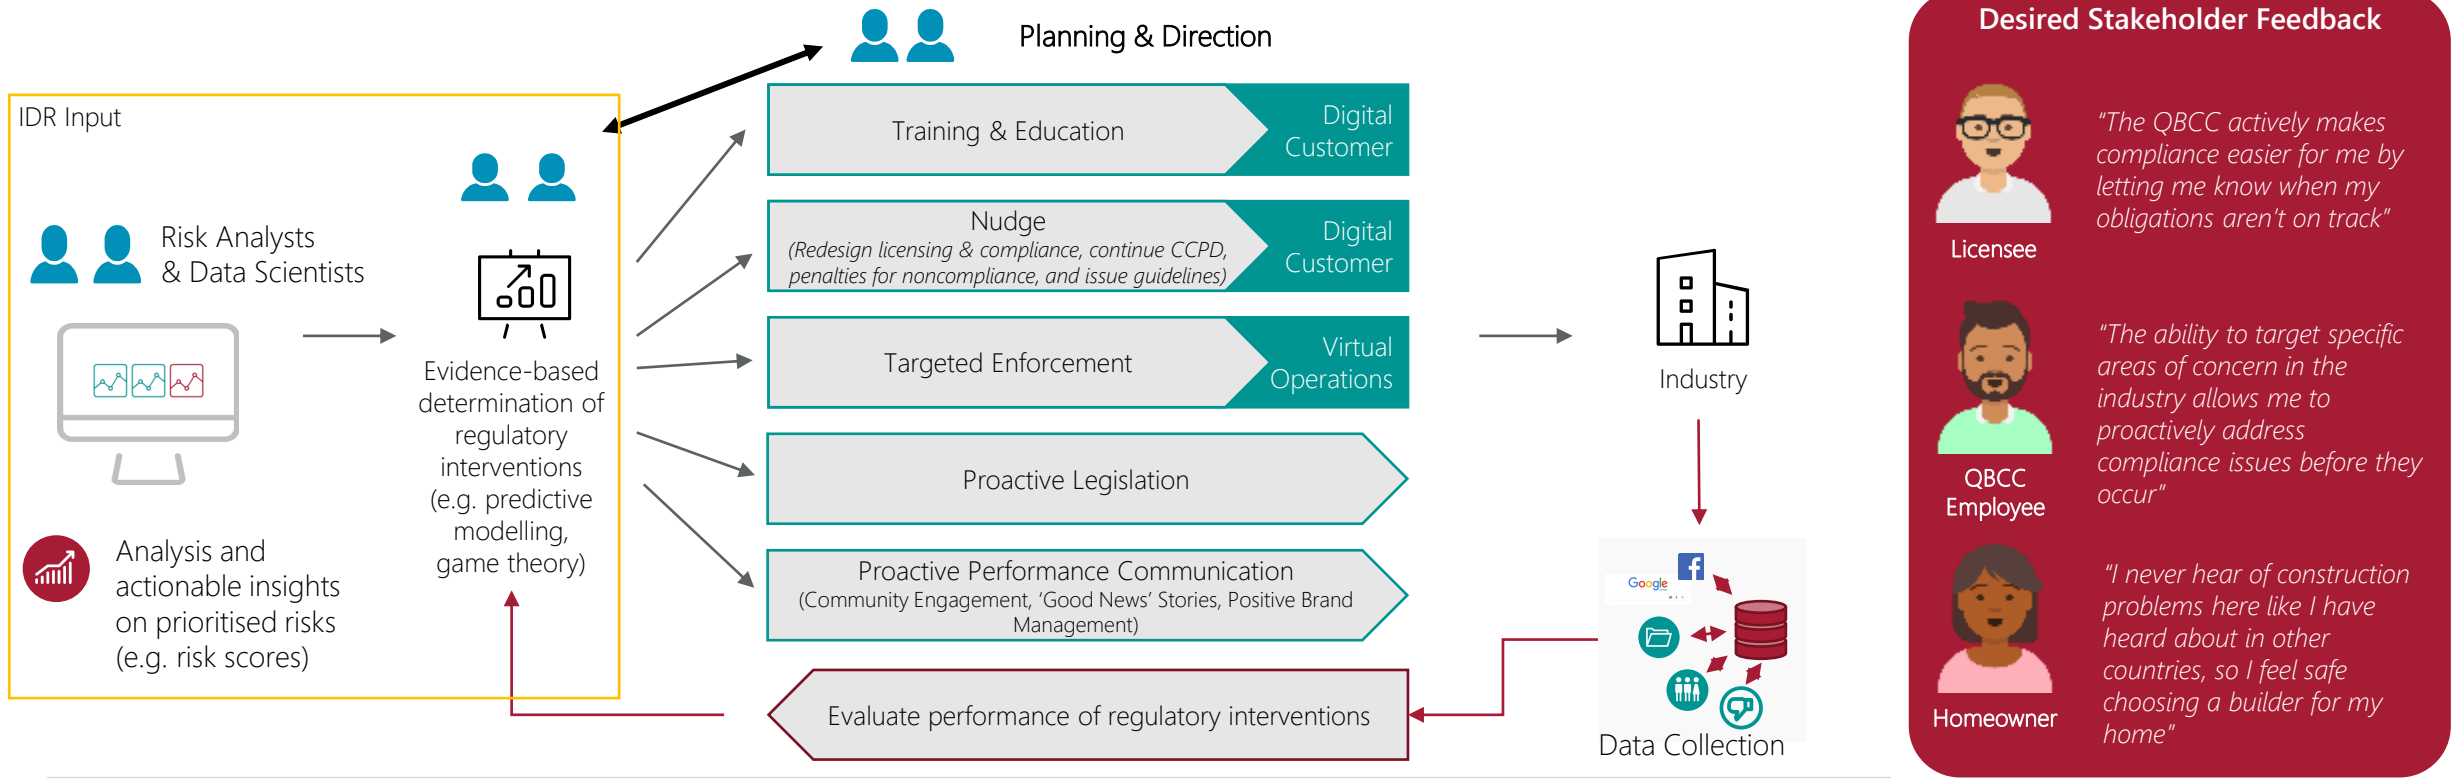 Planning & Direction
IDR Input
Risk Analysts
& Data Scientists
Analysis and
actionable insights
on prioritised risks
(e.g. risk scores)
Evidence-based
determination of
regulatory
interventions
(e.g. predictive
modelling,
game theory)
Training & Education
Digital
Customer
Nudge
(Redesign licensing & compliance, continue CCPD,
penalties for noncompliance, and issue guidelines)
Digital
Customer
Targeted Enforcement
Virtual
Operations
Proactive Legislation
Proactive Performance Communication
(Community Engagement, ‘Good News’ Stories, Positive Brand
Management)
Evaluate performance of regulatory interventions
Industry
Google
Data Collection
Desired Stakeholder Feedback
Licensee
"The QBCC actively makes
compliance easier for me by
letting me know when my
obligations aren't on track"
QBCC
Employee
"The ability to target specific
areas of concern in the
industry allows me to
proactively address
compliance issues before they
occur"
Homeowner
"I never hear of construction
problems here like I have
heard about in other
countries, so I feel safe
choosing a builder for my
home"